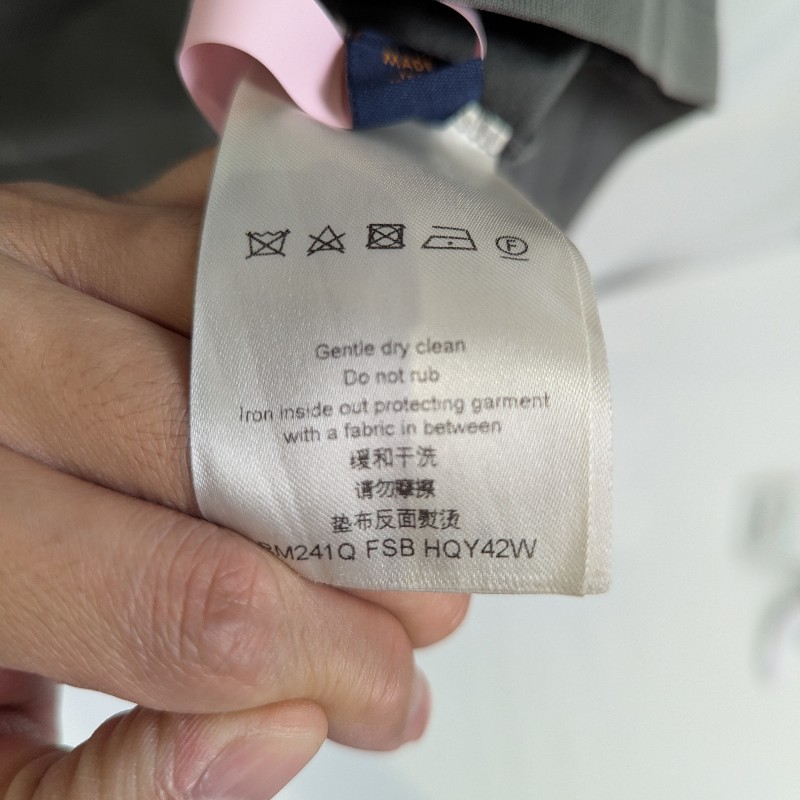 MADE
F
Gentle dry clean
Do not rub
Iron inside out protecting garment
with a fabric in between
缓和干洗
请勿摩擦
垫布反面熨烫
FSB HQY42W